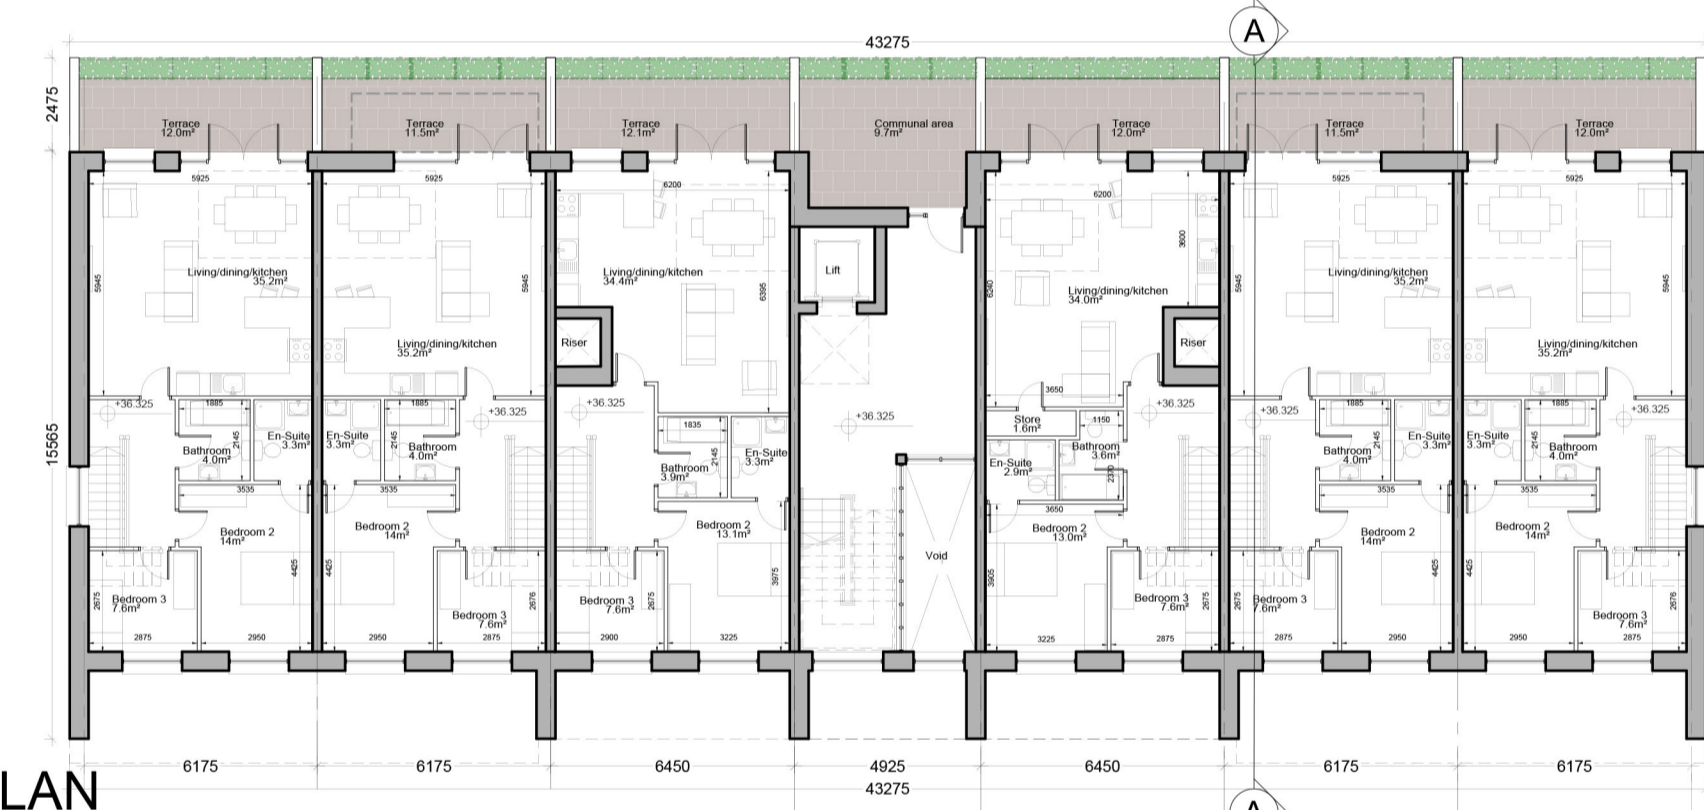 A
43275
2475
Terrace
12.0m²
Terrace
11.5m²
Terrace
12.1m²
Communal area
9.7m²
Terrace
12.0m²
Terrace
11.5m²
Terrace
12.0m²
5925
5925
6200
6200
5925
5925
3600
5945
Living/dining/kitchen
35.2m²
5945
Living/dining/kitchen
34.4m²
6395
Lift
6240
Living/dining/kitchen
34.0m²
5945
Living/dining/kitchen
35.2m²
5945
Living/dining/kitchen
35.2m²
Riser
Riser
Living/dining/kitchen
35.2m²
3650
+36.325
1885
1885
+36.325
+36.325
+36.325
Store
1.6m²
1150
+36.325
+36.325
1885
1885
+36.325
15565
En-Suite
3.3m²
En-Suite
3.3m²
2145
Bathroom
4.0m²
2145
Bathroom
4.0m²
1835
2145
Bathroom
3.9m²
En-Suite
3.3m²
En-Suite
2.9m²
Bathroom
3.6m²
2370
2145
Bathroom
4.0m²
En-Suite
3.3m²
En-Suite
3.3m²
2145
Bathroom
4.0m²
3535
3535
3650
3535
3535
Bedroom 2
14m²
Bedroom 2
14m²
Bedroom 2
13.1m²
Bedroom 2
13.0m²
Bedroom 2
14m²
Bedroom 2
14m²
Void
4425
4425
3975
3905
4425
4425
2675
Bedroom 3
7.6m²
Bedroom 3
7.6m²
2676
Bedroom 3
7.6m²
2675
Bedroom 3
7.6m²
2675
2675
Bedroom 3
7.6m²
Bedroom 3
7.6m²
2676
2875
2950
2950
2875
2900
3225
3225
2875
2875
2950
2950
2875
6175
6175
6450
4925
6450
6175
6175
43275
LAN
A